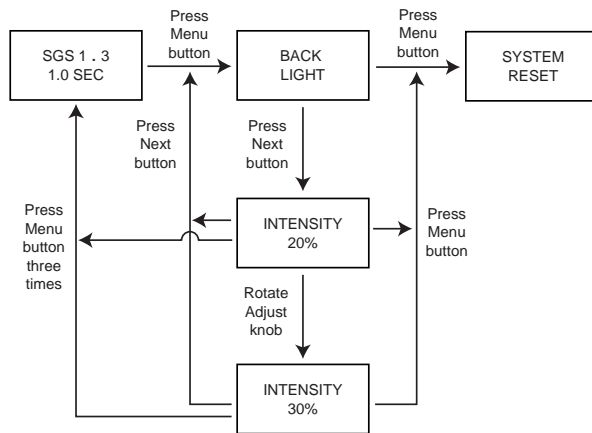 Press
Menu
button
Press
Menu
button
SGS 1 . 3
1.0 SEC
BACK
LIGHT
SYSTEM
RESET
Press
Next
button
Press
Next
button
Press
Menu
button
three
times
INTENSITY
20%
Press
Menu
button
Rotate
Adjust
knob
INTENSITY
30%